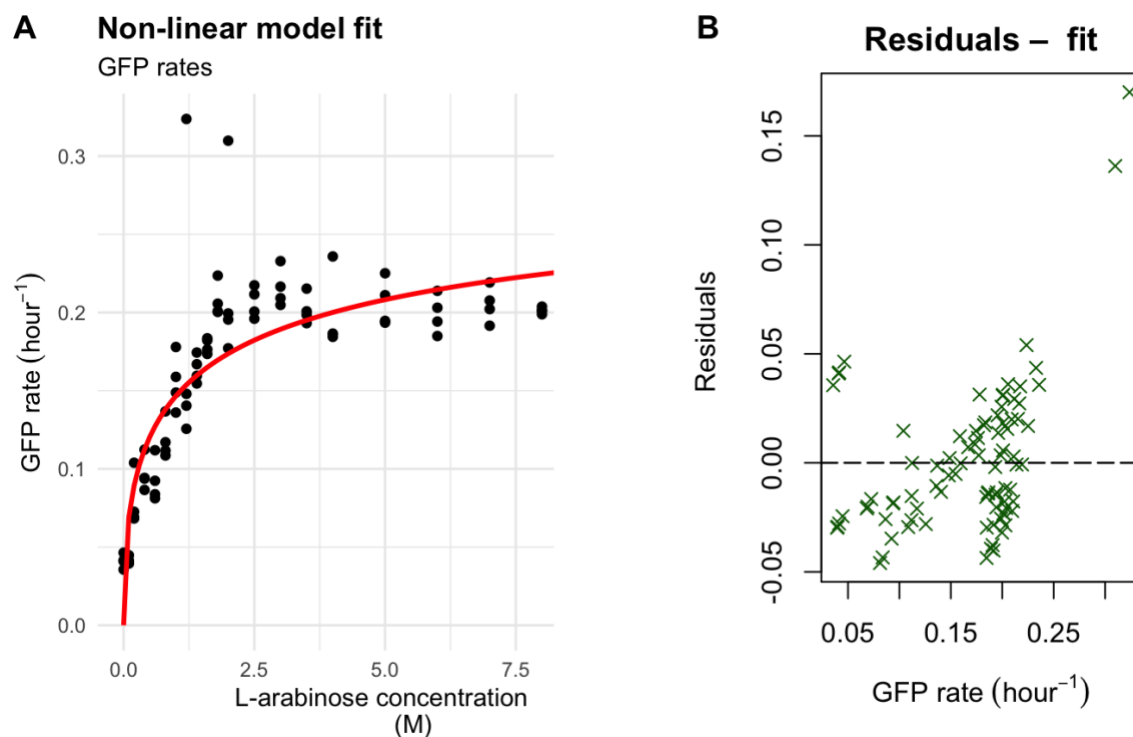 A
Non-linear model fit
GFP rates
GFP rate (hour⁻¹)
0.3
0.2
0.1
0.0
0.0 2.5 5.0 7.5
L-arabinose concentration
(M)
B
Residuals – fit
Residuals
0.15
0.10
0.05
0.00
-0.05
0.05 0.15 0.25
GFP rate (hour⁻¹)